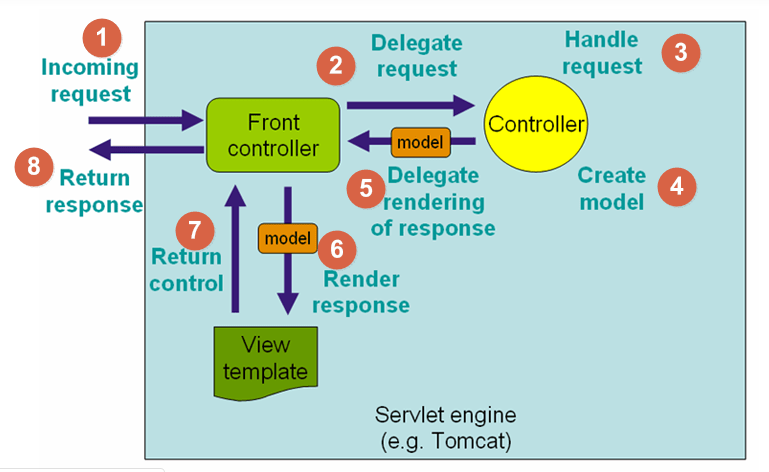 1
Incoming
request
2
Delegate
request
Handle
request
3
Front
controller
Controller
model
8
Return
response
5
Delegate
rendering
of response
Create
model
4
7
Return
control
model
6
Render
response
View
template
Servlet engine
(e.g. Tomcat)